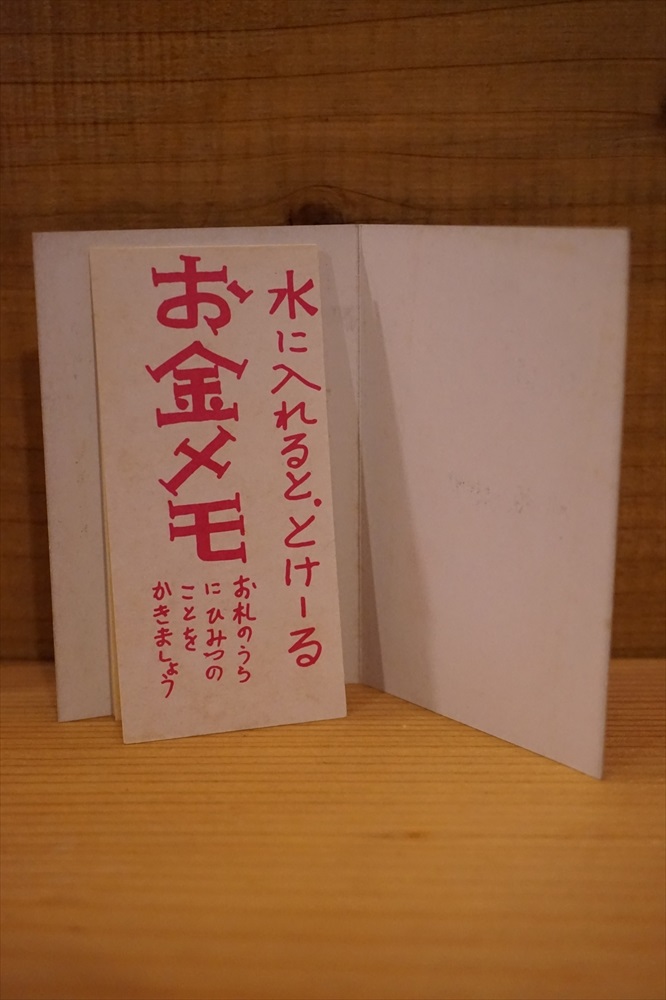 水に入れると、とけーる
お金メモ
お札のうら
にひみつの
ことを
かきましょう